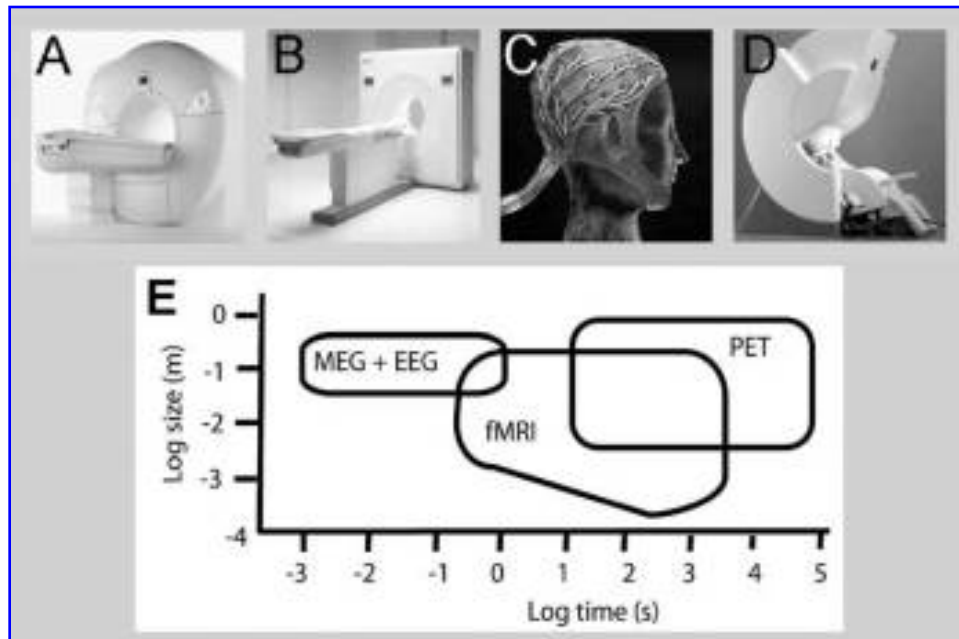 A
B
C
D
E
0
-1
-2
-3
-4
Log size (m)
MEG + EEG
fMRI
PET
-3 -2 -1 0 1 2 3 4 5
Log time (s)